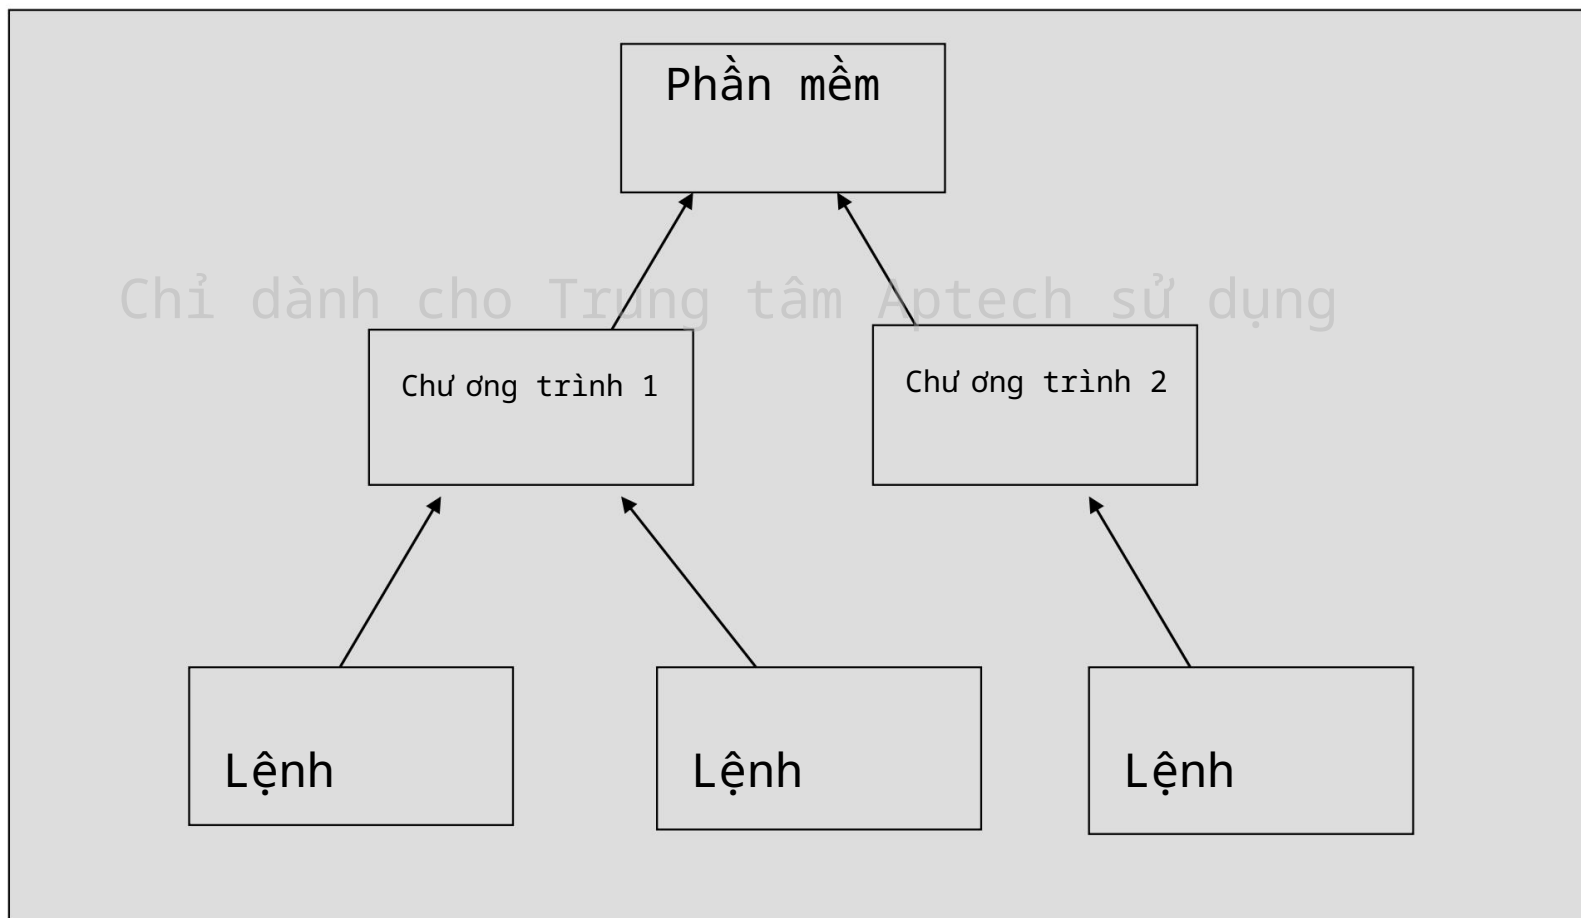 Phần mềm
Chỉ dành cho Trung tâm Aptech sử dụng
Chư ơng trình 1
Chư ơng trình 2
Lệnh
Lệnh
Lệnh